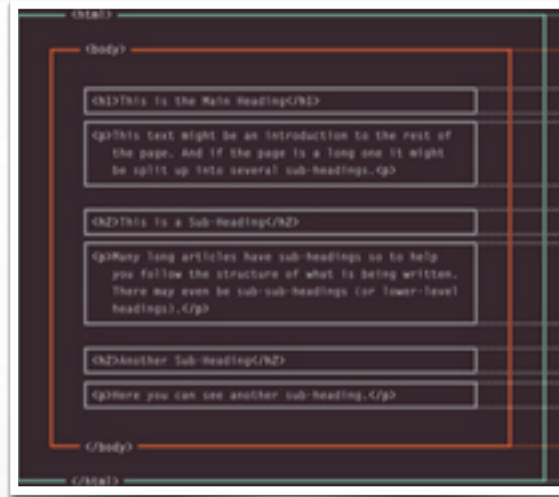 <html>
<body>
<h1>This is the Main Heading</h1>
<p>This text might be an introduction to the rest of
the page. And if the page is a long one it might
be split up into several sub-headings.<p>
<h2>This is a Sub-Heading</h2>
<p>Many long articles have sub-headings so to help
you follow the structure of what is being written.
There may even be sub-sub-headings (or lower-level
headings).</p>
<h2>Another Sub-Heading</h2>
<p>Here you can see another sub-heading.</p>
</body>
</html>